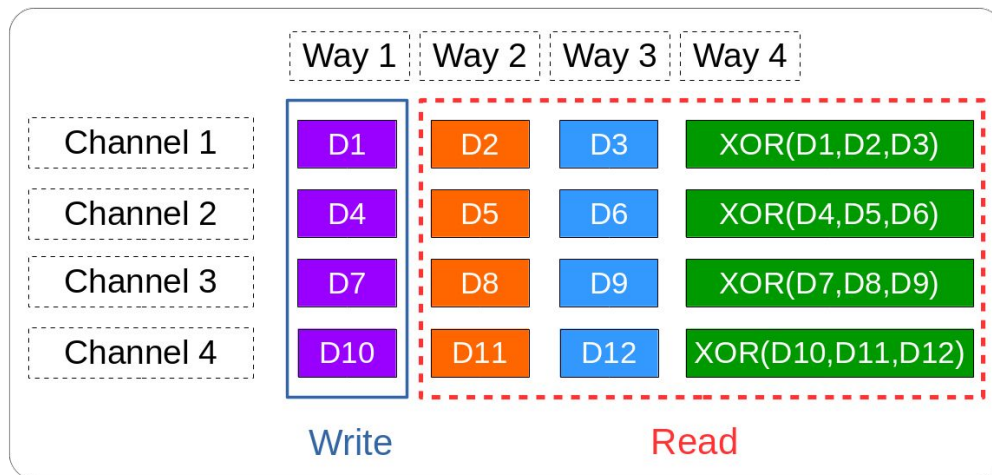 Way 1 Way 2 Way 3 Way 4
Channel 1 D1 D2 D3 XOR(D1,D2,D3)
Channel 2 D4 D5 D6 XOR(D4,D5,D6)
Channel 3 D7 D8 D9 XOR(D7,D8,D9)
Channel 4 D10 D11 D12 XOR(D10,D11,D12)
Write Read